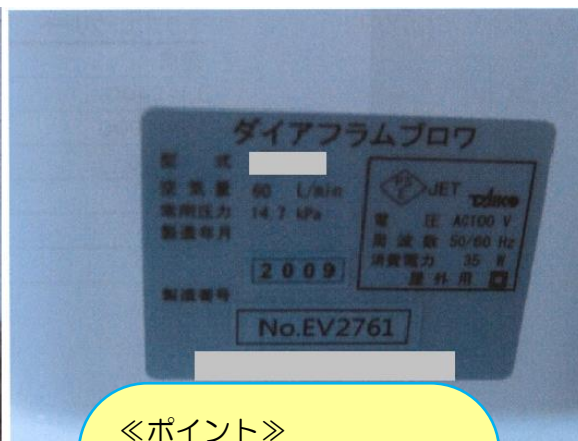 ダイアフラムブロワ
型式
空気量 60 L/min
常用圧力 14.7 kPa
製造年月
2009
製造番号
No.EV2761
PSE JET
電圧 AC100 V
周波数 50/60 Hz
消費電力 35 W
屋外用
≪ポイント≫